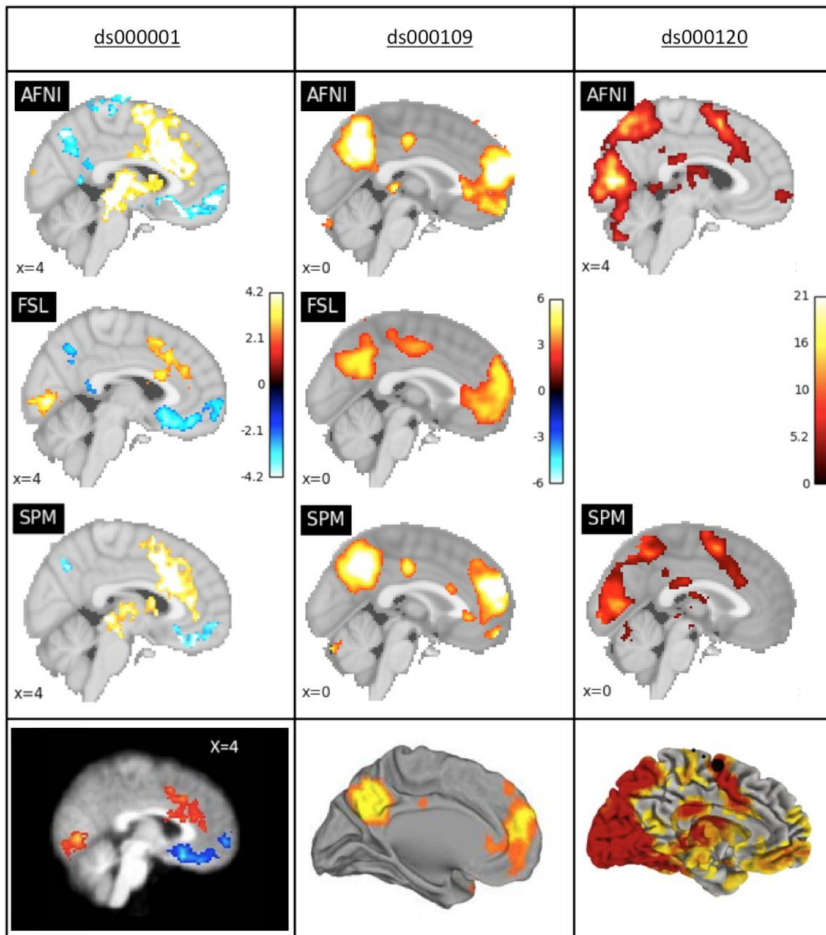 ds000001 ds000109 ds000120
AFNI AFNI AFNI
x=4 x=0 x=4
FSL FSL
4.2 6 21
2.1 3 16
0 0 10
-2.1 -3 5.2
-4.2 -6 0
x=4 x=0
SPM SPM SPM
x=4 x=0 x=0
X=4